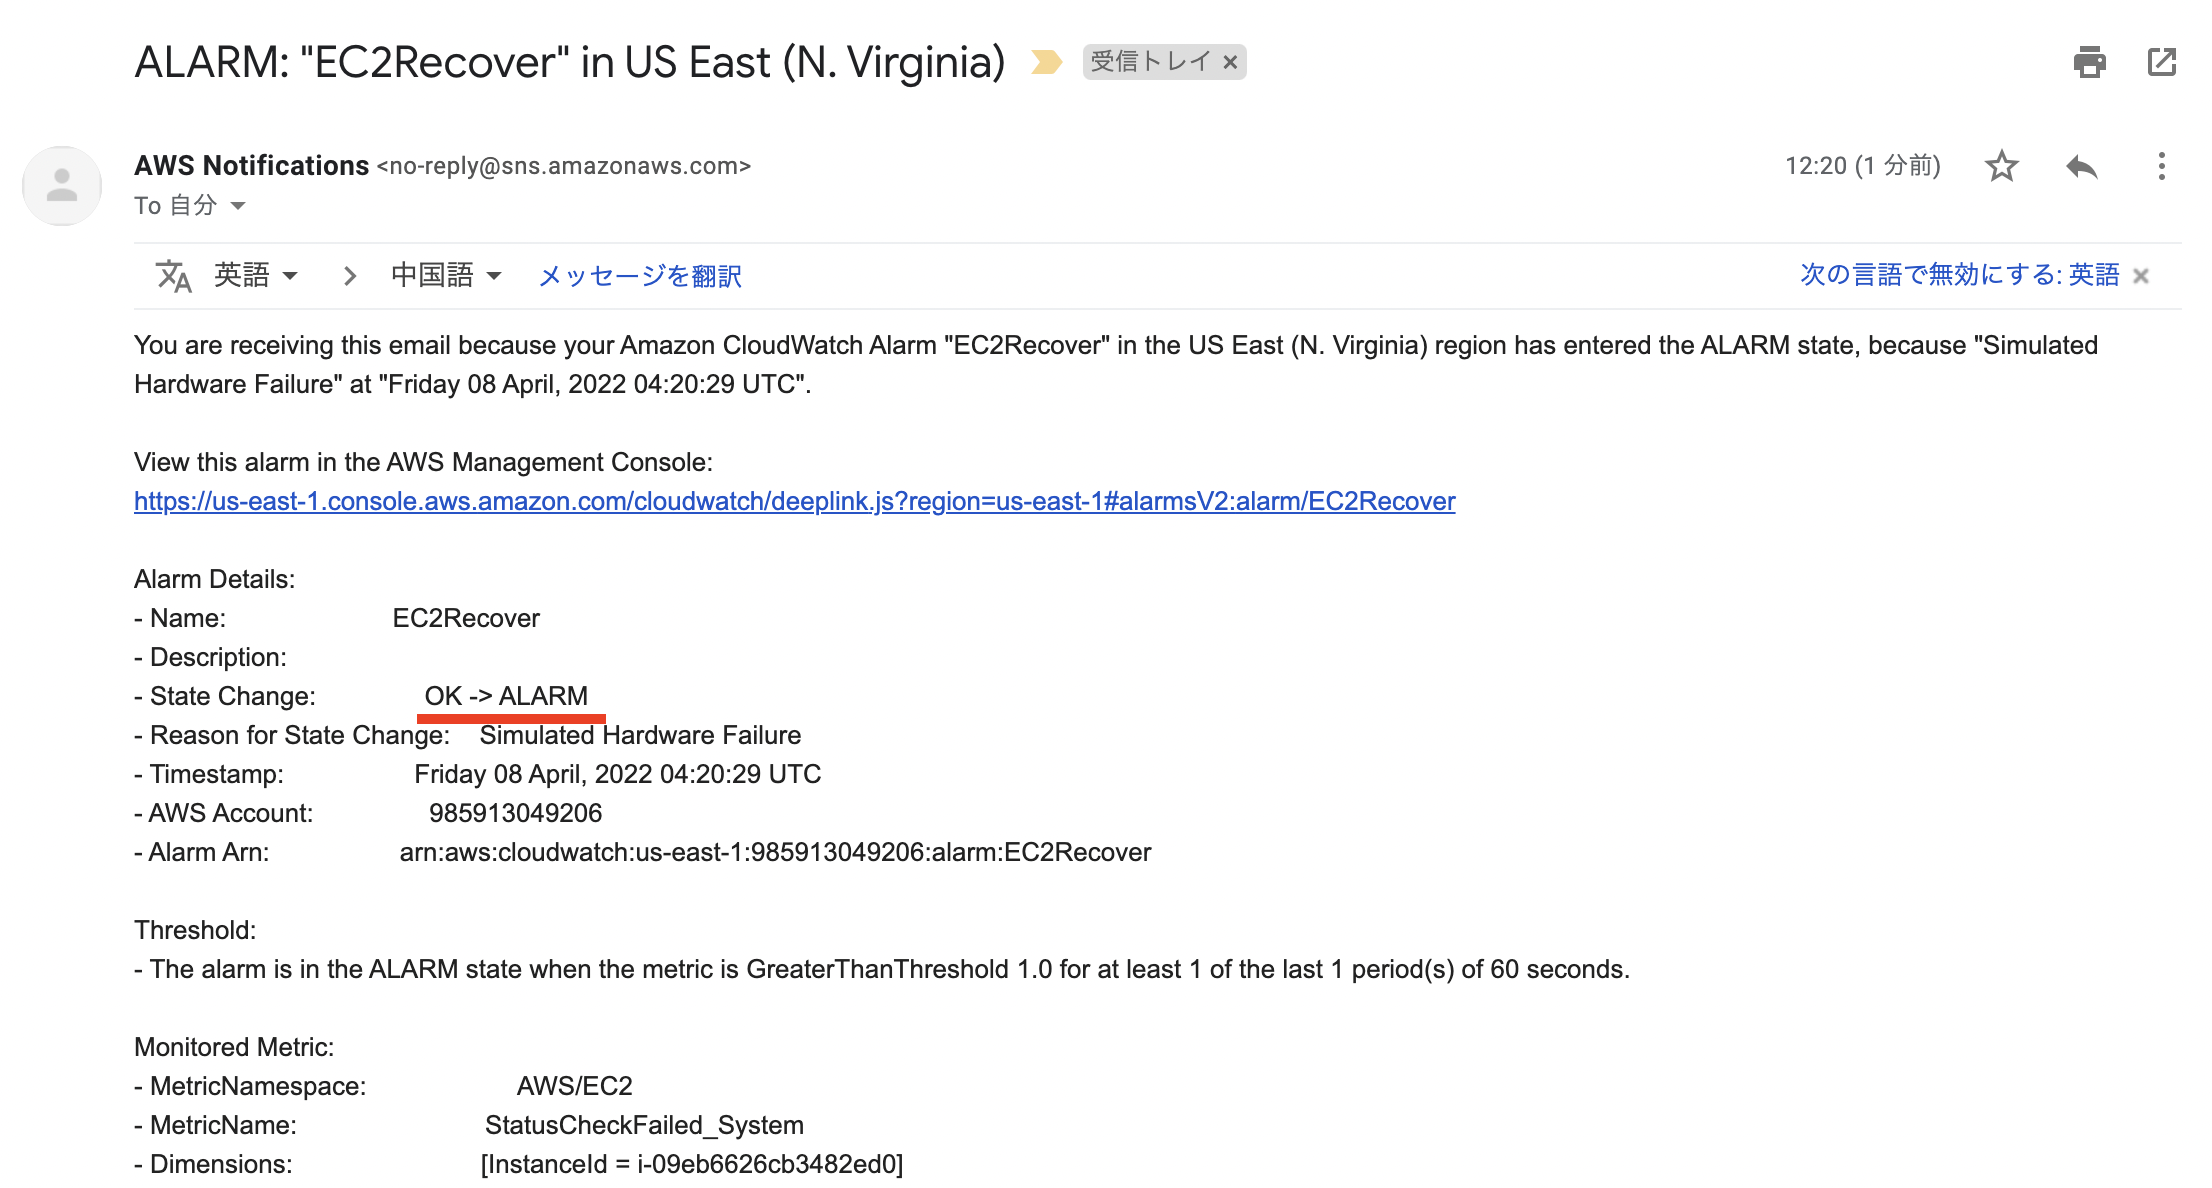 ALARM: "EC2Recover" in US East (N. Virginia) 受信トレイ ×
AWS Notifications <no-reply@sns.amazonaws.com> 12:20 (1 分前)
To 自分
英語 > 中国語 メッセージを翻訳 次の言語で無効にする: 英語 ×
You are receiving this email because your Amazon CloudWatch Alarm "EC2Recover" in the US East (N. Virginia) region has entered the ALARM state, because "Simulated
Hardware Failure" at "Friday 08 April, 2022 04:20:29 UTC".
View this alarm in the AWS Management Console:
https://us-east-1.console.aws.amazon.com/cloudwatch/deeplink.js?region=us-east-1#alarmsV2:alarm/EC2Recover
Alarm Details:
- Name: EC2Recover
- Description:
- State Change: OK -> ALARM
- Reason for State Change: Simulated Hardware Failure
- Timestamp: Friday 08 April, 2022 04:20:29 UTC
- AWS Account: 985913049206
- Alarm Arn: arn:aws:cloudwatch:us-east-1:985913049206:alarm:EC2Recover
Threshold:
- The alarm is in the ALARM state when the metric is GreaterThanThreshold 1.0 for at least 1 of the last 1 period(s) of 60 seconds.
Monitored Metric:
- MetricNamespace: AWS/EC2
- MetricName: StatusCheckFailed_System
- Dimensions: [InstanceId = i-09eb6626cb3482ed0]